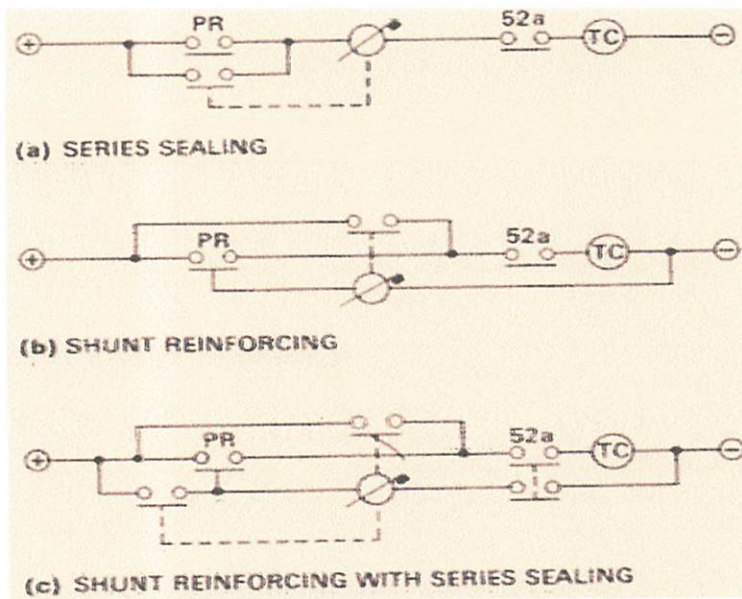 PR
52a
+
TC
−
(a) SERIES SEALING
PR
52a
+
TC
−
(b) SHUNT REINFORCING
PR
52a
+
TC
−
(c) SHUNT REINFORCING WITH SERIES SEALING